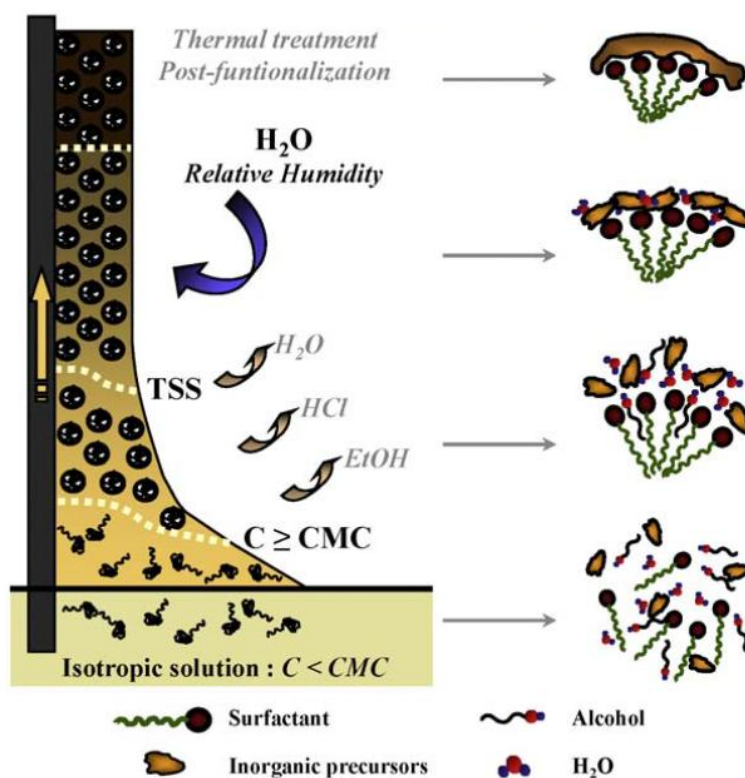 Thermal treatment
Post-funtionalization
H₂O
Relative Humidity
H₂O
TSS
HCl
EtOH
C ≥ CMC
Isotropic solution : C < CMC
Surfactant
Alcohol
Inorganic precursors
H₂O